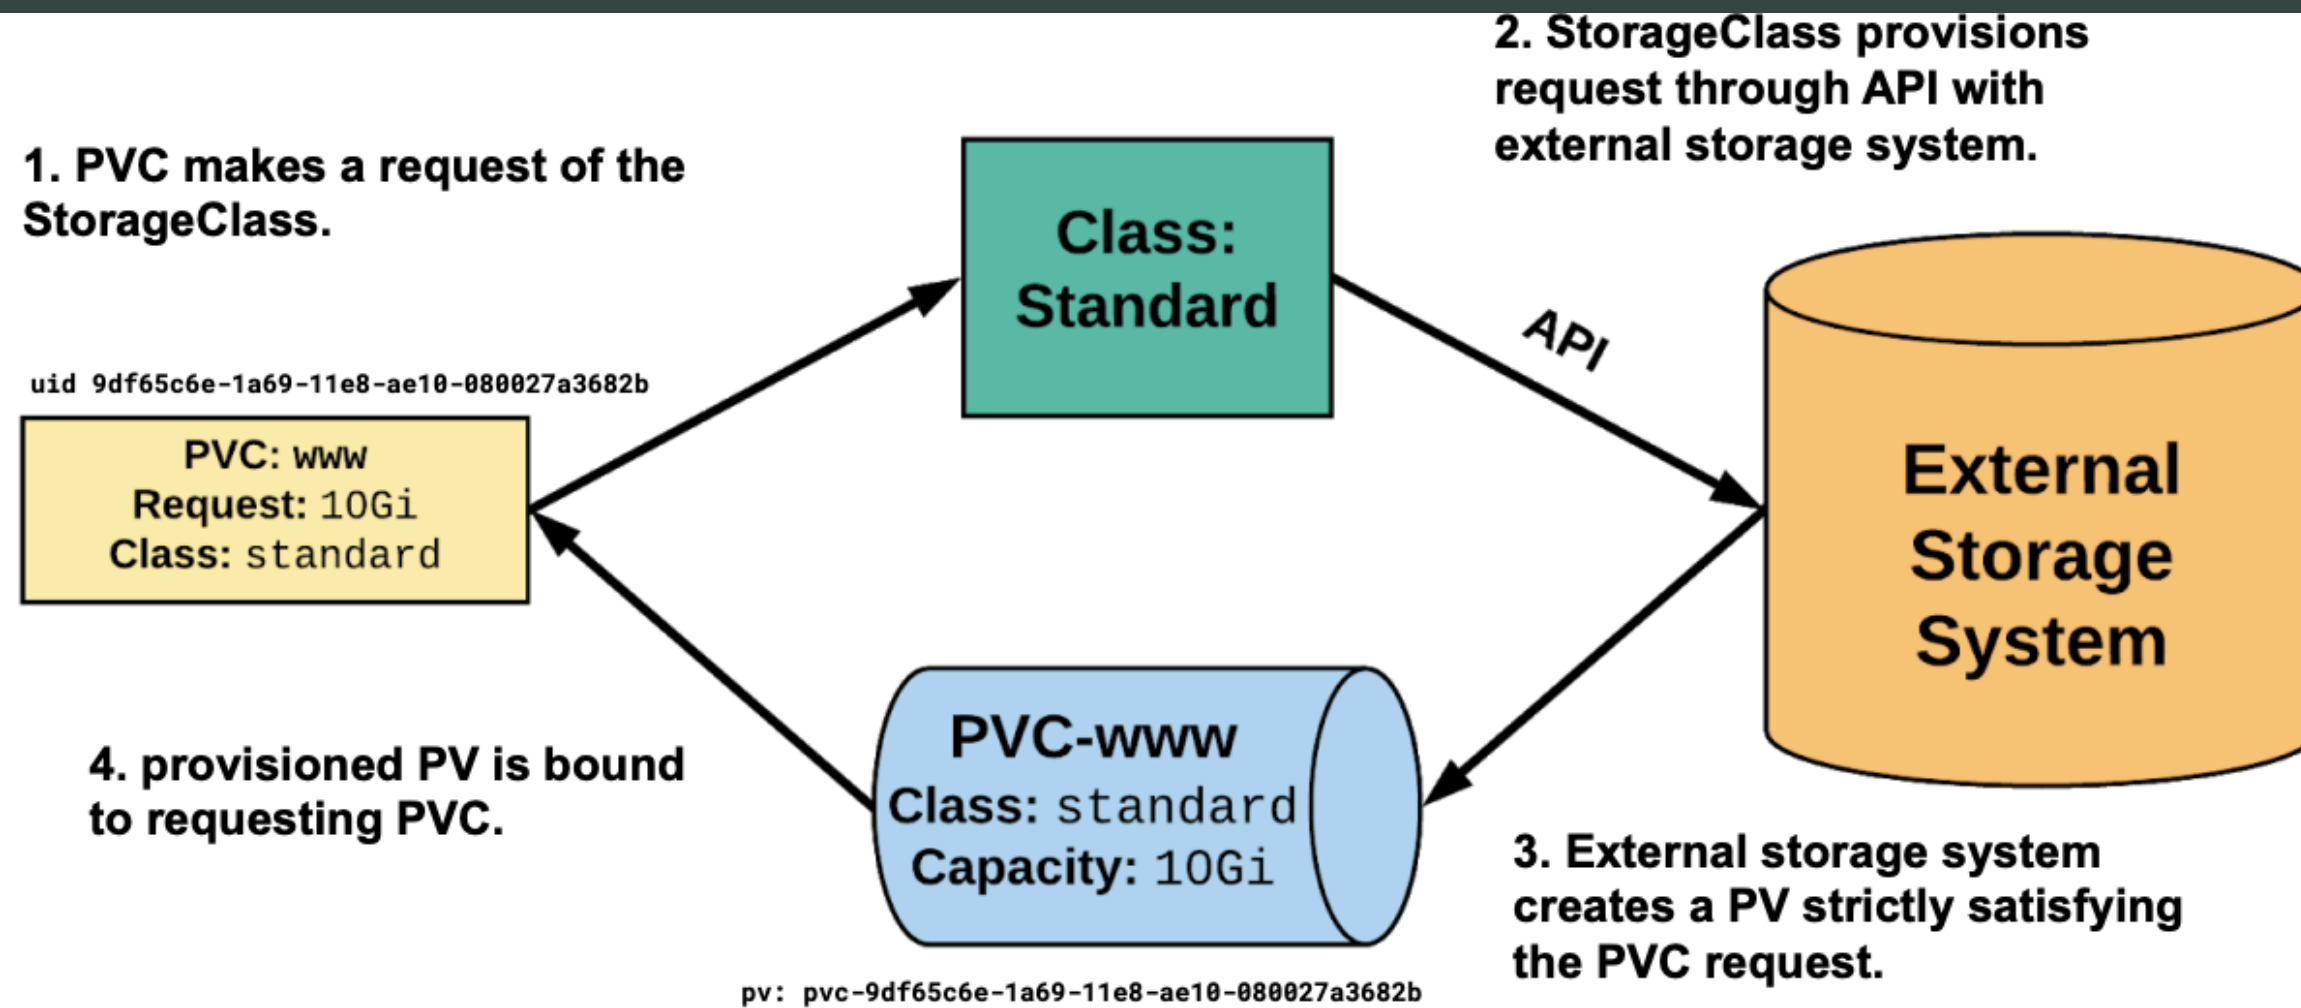 1. PVC makes a request of the
StorageClass.
2. StorageClass provisions
request through API with
external storage system.
Class:
Standard
API
uid 9df65c6e-1a69-11e8-ae10-080027a3682b
PVC: www
Request: 10Gi
Class: standard
External
Storage
System
4. provisioned PV is bound
to requesting PVC.
PVC-www
Class: standard
Capacity: 10Gi
pv: pvc-9df65c6e-1a69-11e8-ae10-080027a3682b
3. External storage system
creates a PV strictly satisfying
the PVC request.